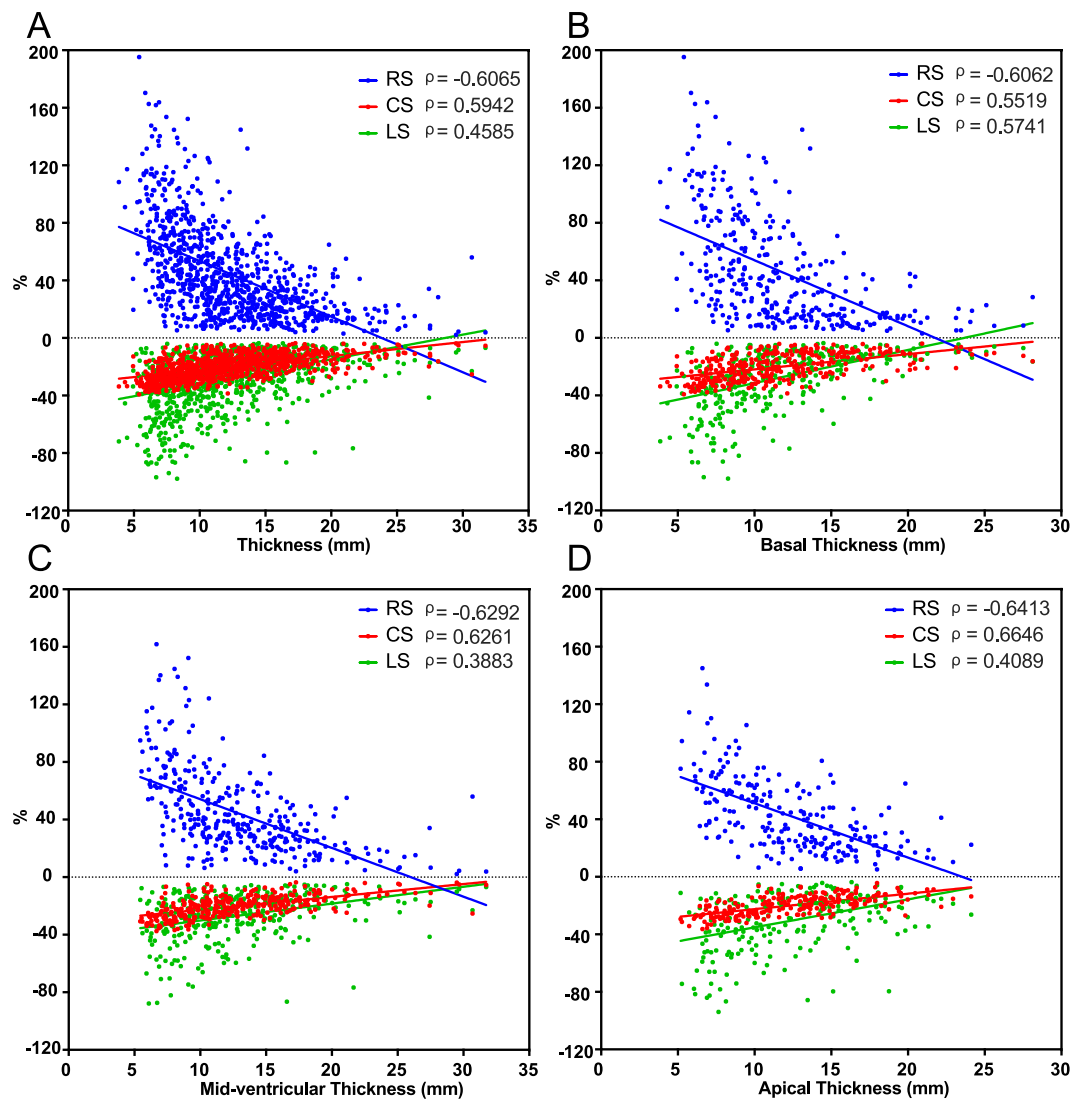 A
200
160
120
80
40
0
-40
-80
-120
%
RS ρ = -0.6065
CS ρ = 0.5942
LS ρ = 0.4585
0 5 10 15 20 25 30 35
Thickness (mm)
B
200
160
120
80
40
0
-40
-80
-120
%
RS ρ = -0.6062
CS ρ = 0.5519
LS ρ = 0.5741
0 5 10 15 20 25 30
Basal Thickness (mm)
C
200
160
120
80
40
0
-40
-80
-120
%
RS ρ = -0.6292
CS ρ = 0.6261
LS ρ = 0.3883
0 5 10 15 20 25 30 35
Mid-ventricular Thickness (mm)
D
200
160
120
80
40
0
-40
-80
-120
%
RS ρ = -0.6413
CS ρ = 0.6646
LS ρ = 0.4089
0 5 10 15 20 25 30
Apical Thickness (mm)